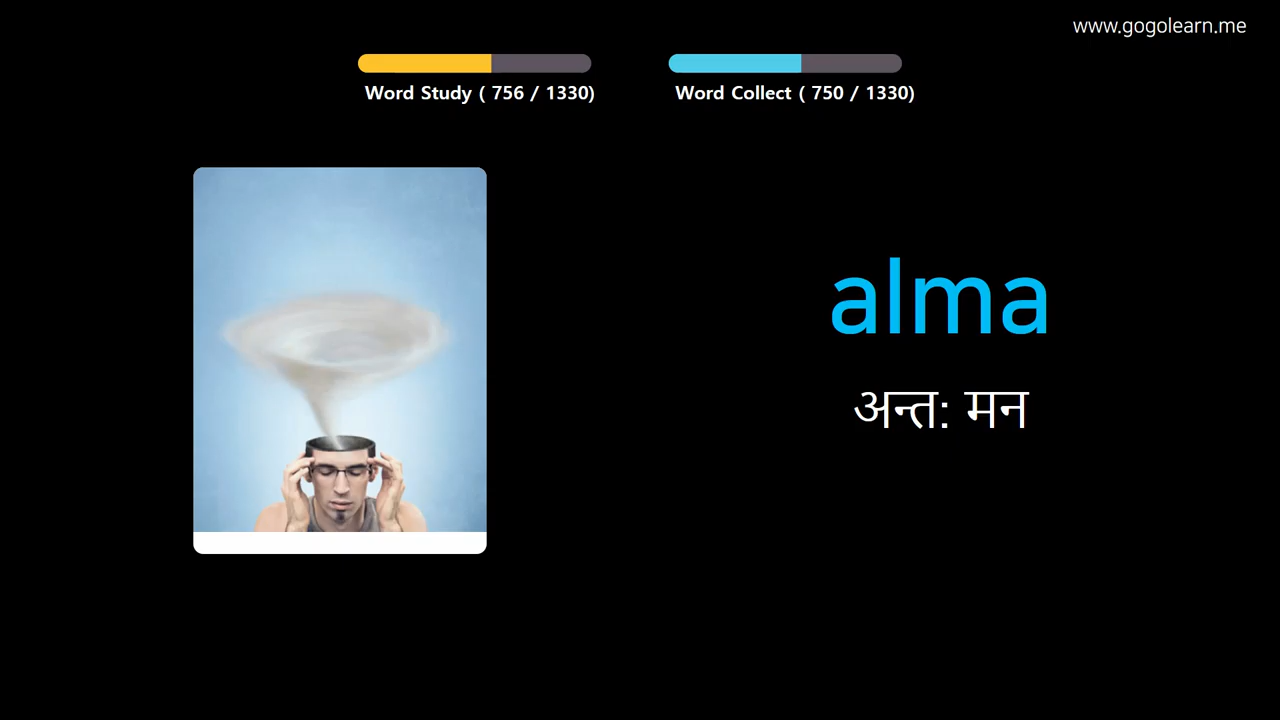 www.gogolearn.me
Word Study ( 756 / 1330)
Word Collect ( 750 / 1330)
alma
अन्त: मन